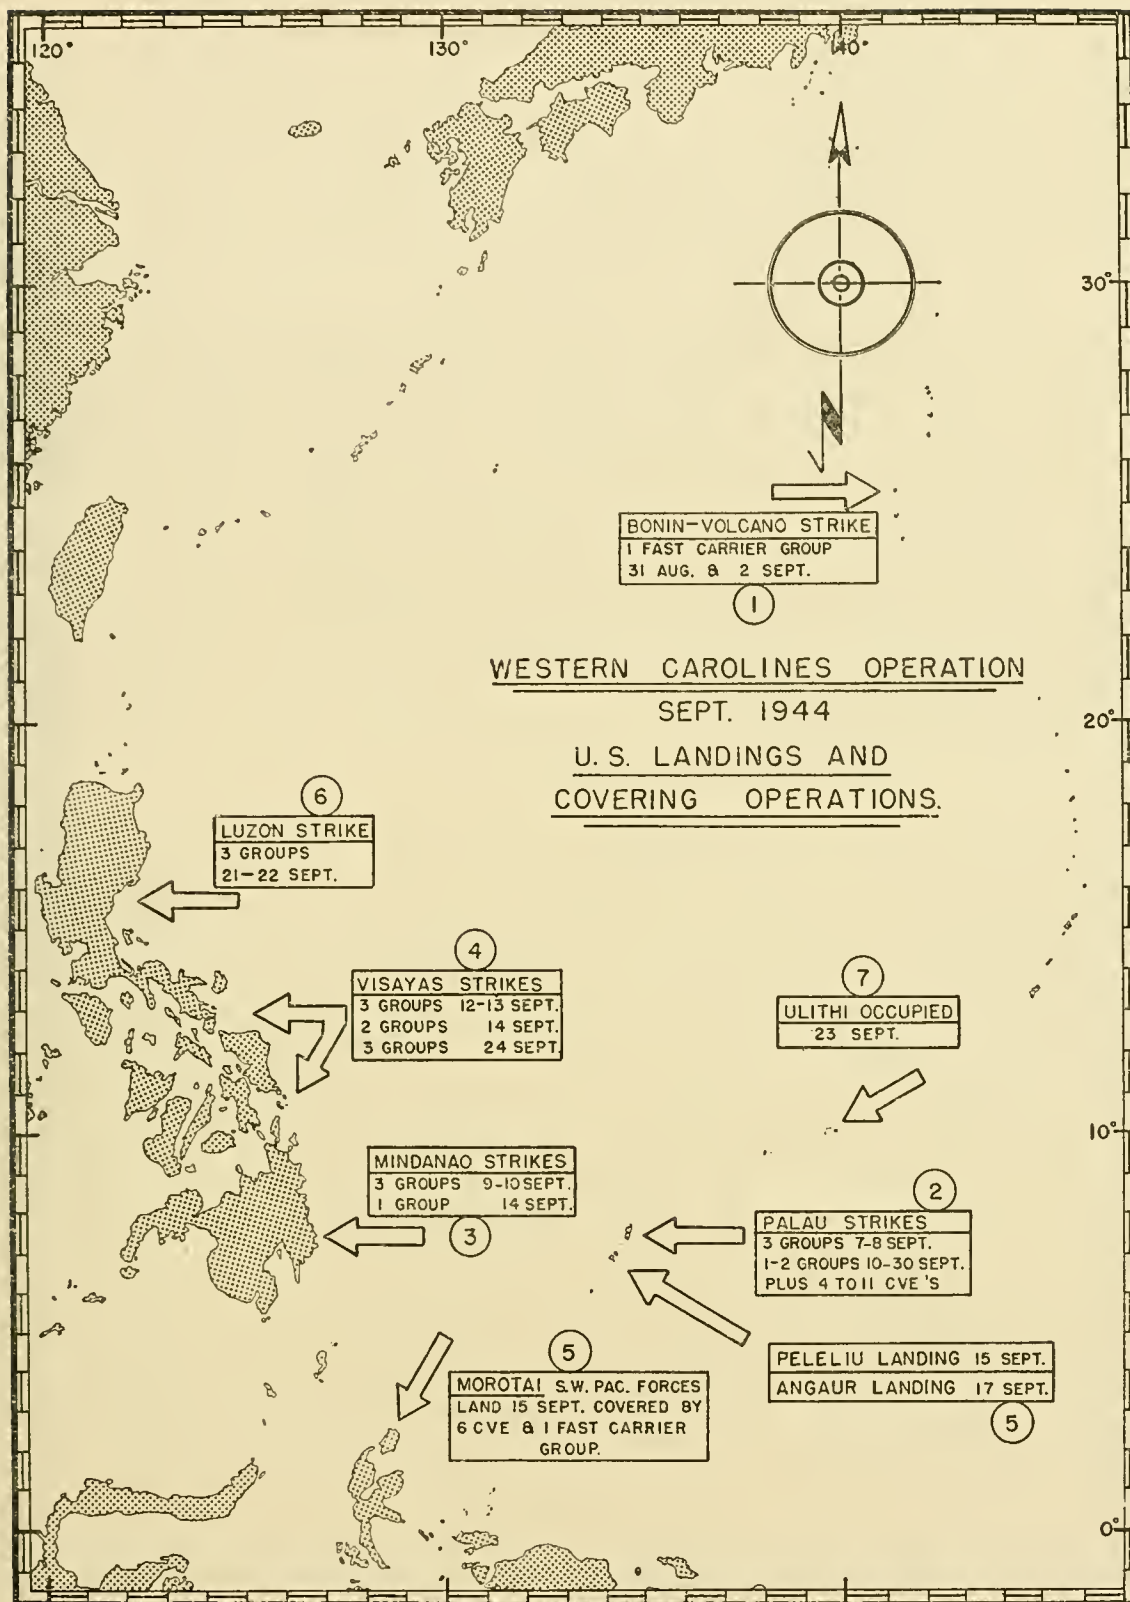 120°
130°
140°
30°
BONIN-VOLCANO STRIKE
1 FAST CARRIER GROUP
31 AUG. & 2 SEPT.
1
WESTERN CAROLINES OPERATION
SEPT. 1944
U.S. LANDINGS AND
COVERING OPERATIONS.
20°
6
LUZON STRIKE
3 GROUPS
21-22 SEPT.
4
VISAYAS STRIKES
3 GROUPS 12-13 SEPT.
2 GROUPS 14 SEPT.
3 GROUPS 24 SEPT.
7
ULITHI OCCUPIED
23 SEPT.
10°
MINDANAO STRIKES
3 GROUPS 9-10 SEPT.
1 GROUP 14 SEPT.
3
2
PALAU STRIKES
3 GROUPS 7-8 SEPT.
1-2 GROUPS 10-30 SEPT.
PLUS 4 TO 11 CVE'S
PELELIU LANDING 15 SEPT.
ANGAUR LANDING 17 SEPT.
5
5
MOROTAI S.W. PAC. FORCES
LAND 15 SEPT. COVERED BY
6 CVE & 1 FAST CARRIER
GROUP.
0°